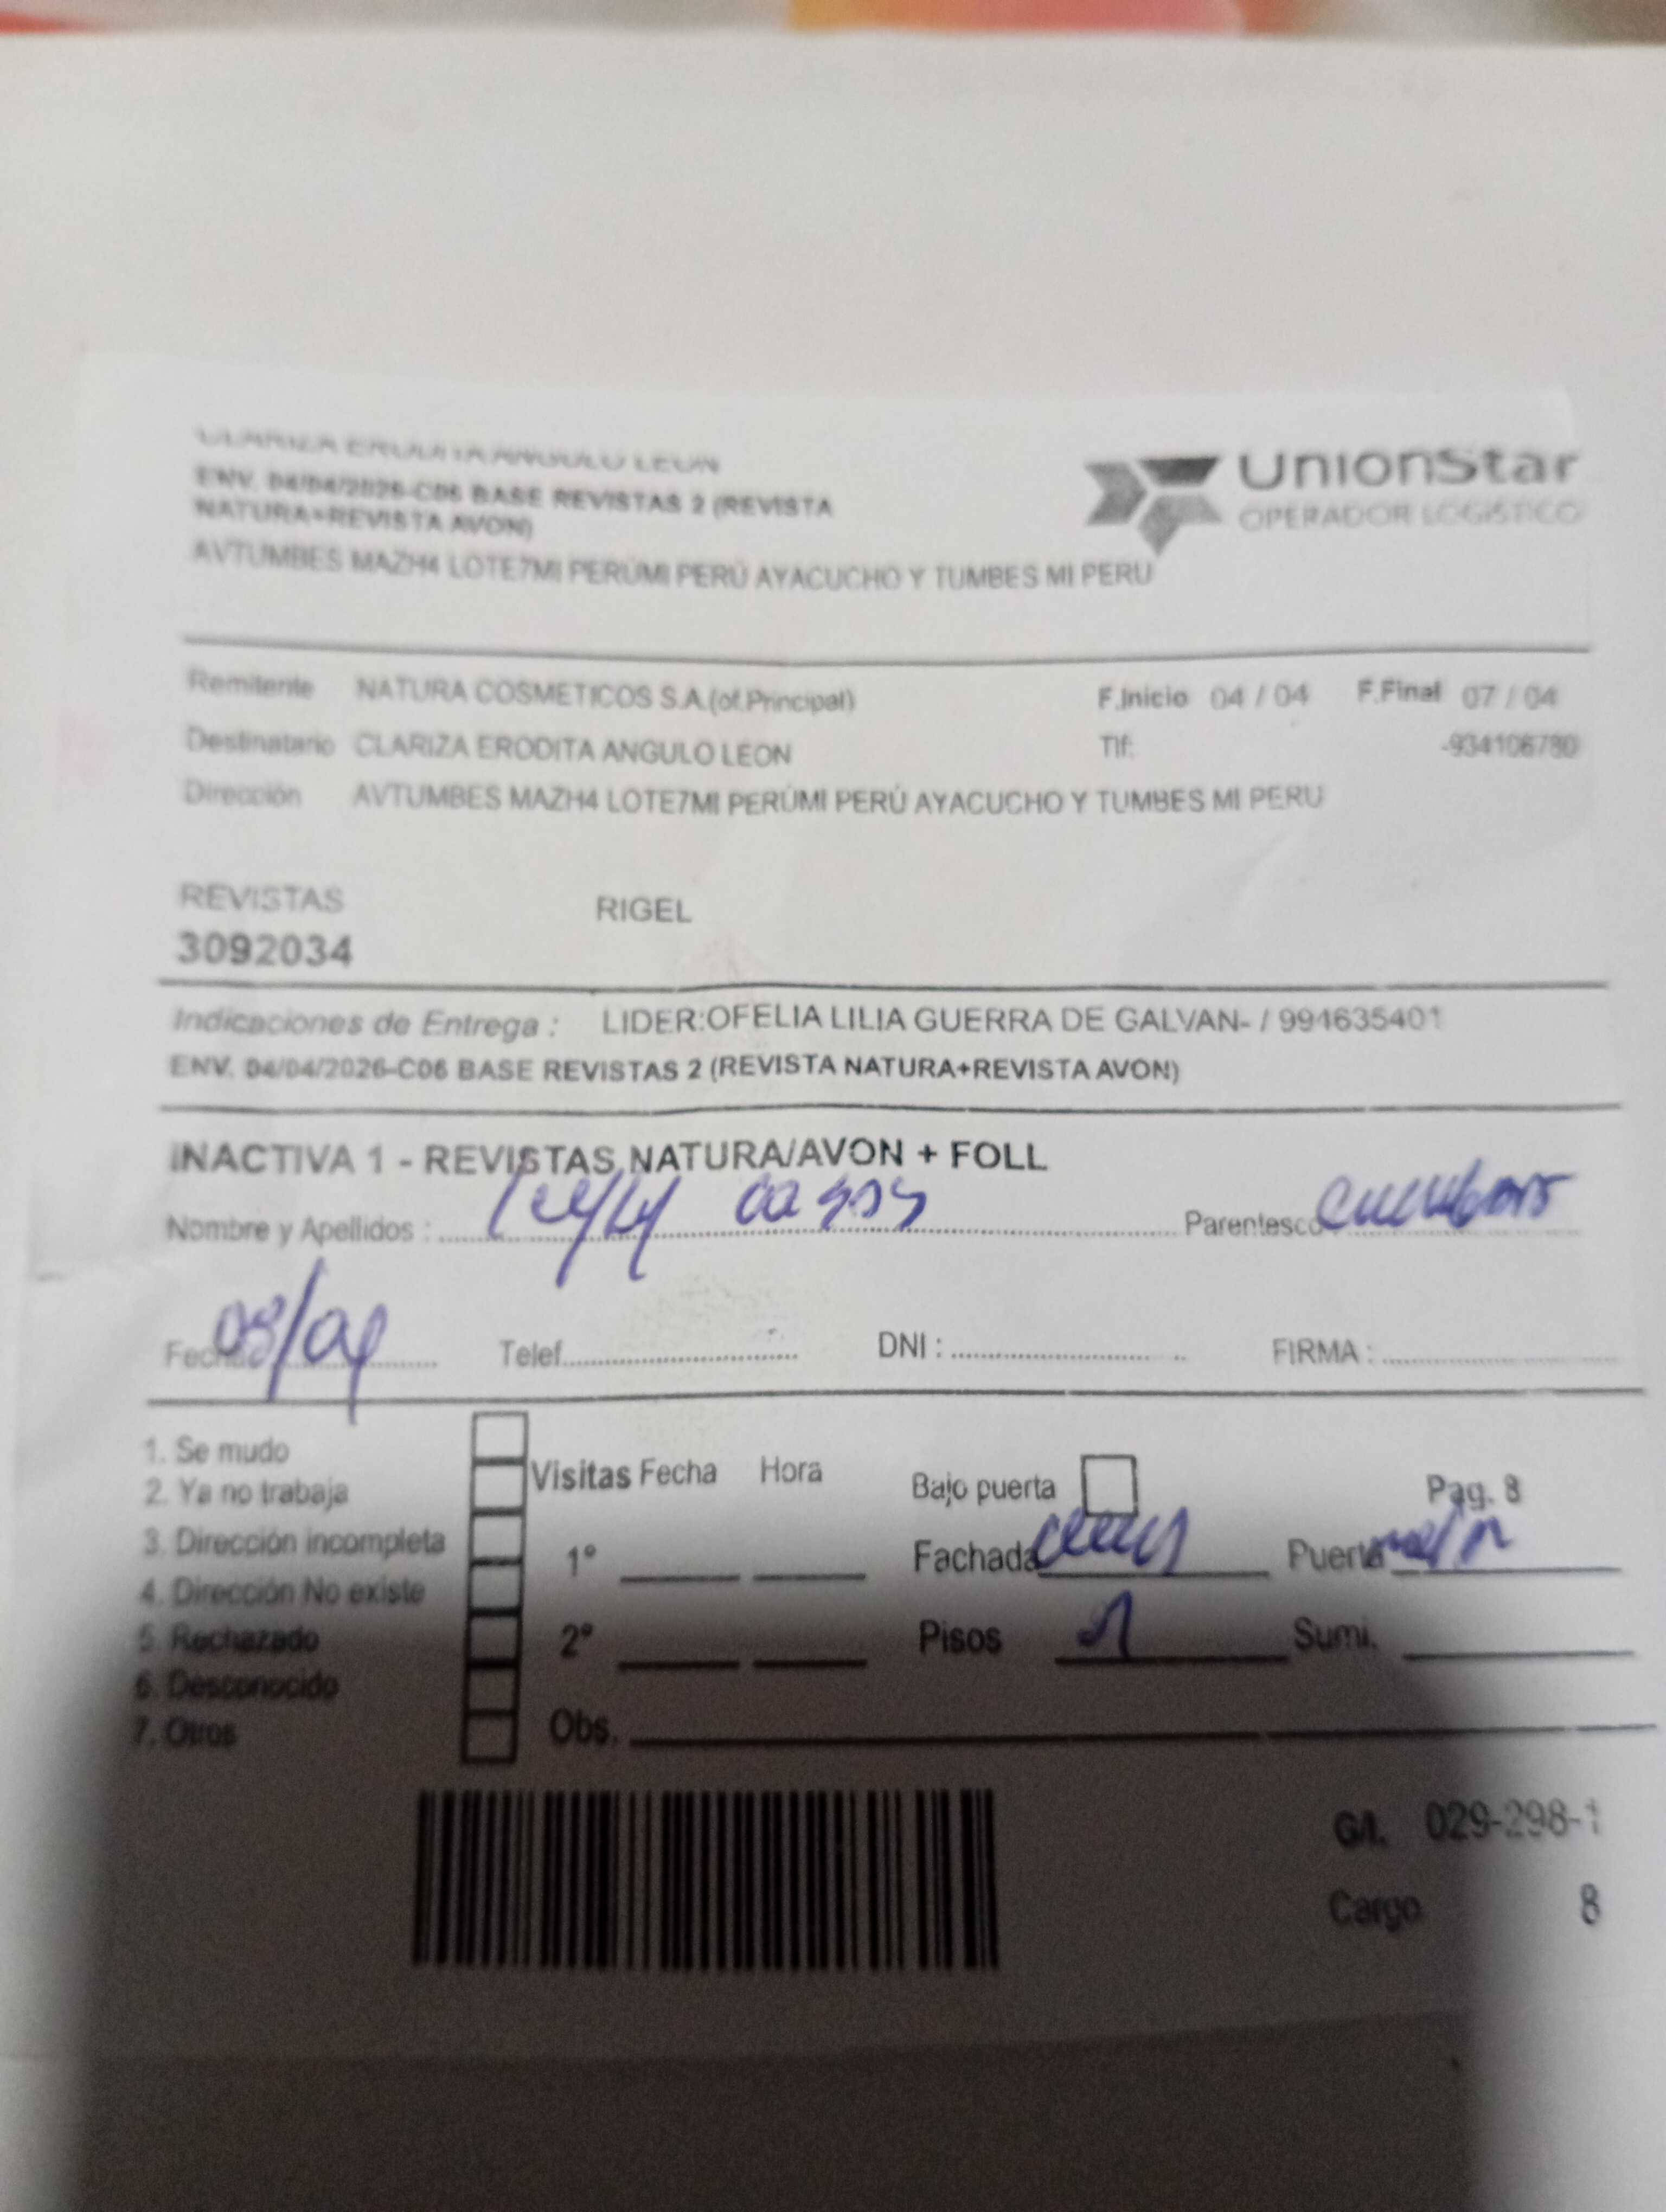 CLARIZA ERODITA ANGULO LEON
ENV. 04/04/2026-C06 BASE REVISTAS 2 (REVISTA
NATURA+REVISTA AVON)
AVTUMBES MAZH4 LOTE7MI PERÚMI PERÚ AYACUCHO Y TUMBES MI PERU
UnionStar
OPERADOR LOGISTICO
Remitente NATURA COSMETICOS S.A.(of.Principal) F.Inicio 04 / 04 F.Final 07 / 04
Destinatario CLARIZA ERODITA ANGULO LEON Tlf: -934106780
Dirección AVTUMBES MAZH4 LOTE7MI PERÚMI PERÚ AYACUCHO Y TUMBES MI PERU
REVISTAS RIGEL
3092034
Indicaciones de Entrega : LIDER:OFELIA LILIA GUERRA DE GALVAN- / 991635401
ENV. 04/04/2026-C06 BASE REVISTAS 2 (REVISTA NATURA+REVISTA AVON)
INACTIVA 1 - REVISTAS NATURA/AVON + FOLL
Nombre y Apellidos : Parentesco
Fecha Telef. DNI : FIRMA :
1. Se mudo
2. Ya no trabaja
3. Dirección incompleta
4. Dirección No existe
5. Rechazado
6. Desconocido
7. Otros
Visitas Fecha Hora
1°
2°
Obs.
Bajo puerta Pag. 8
Fachada Puerta
Pisos Sumi.
G/I. 029-298-1
Cargo 8